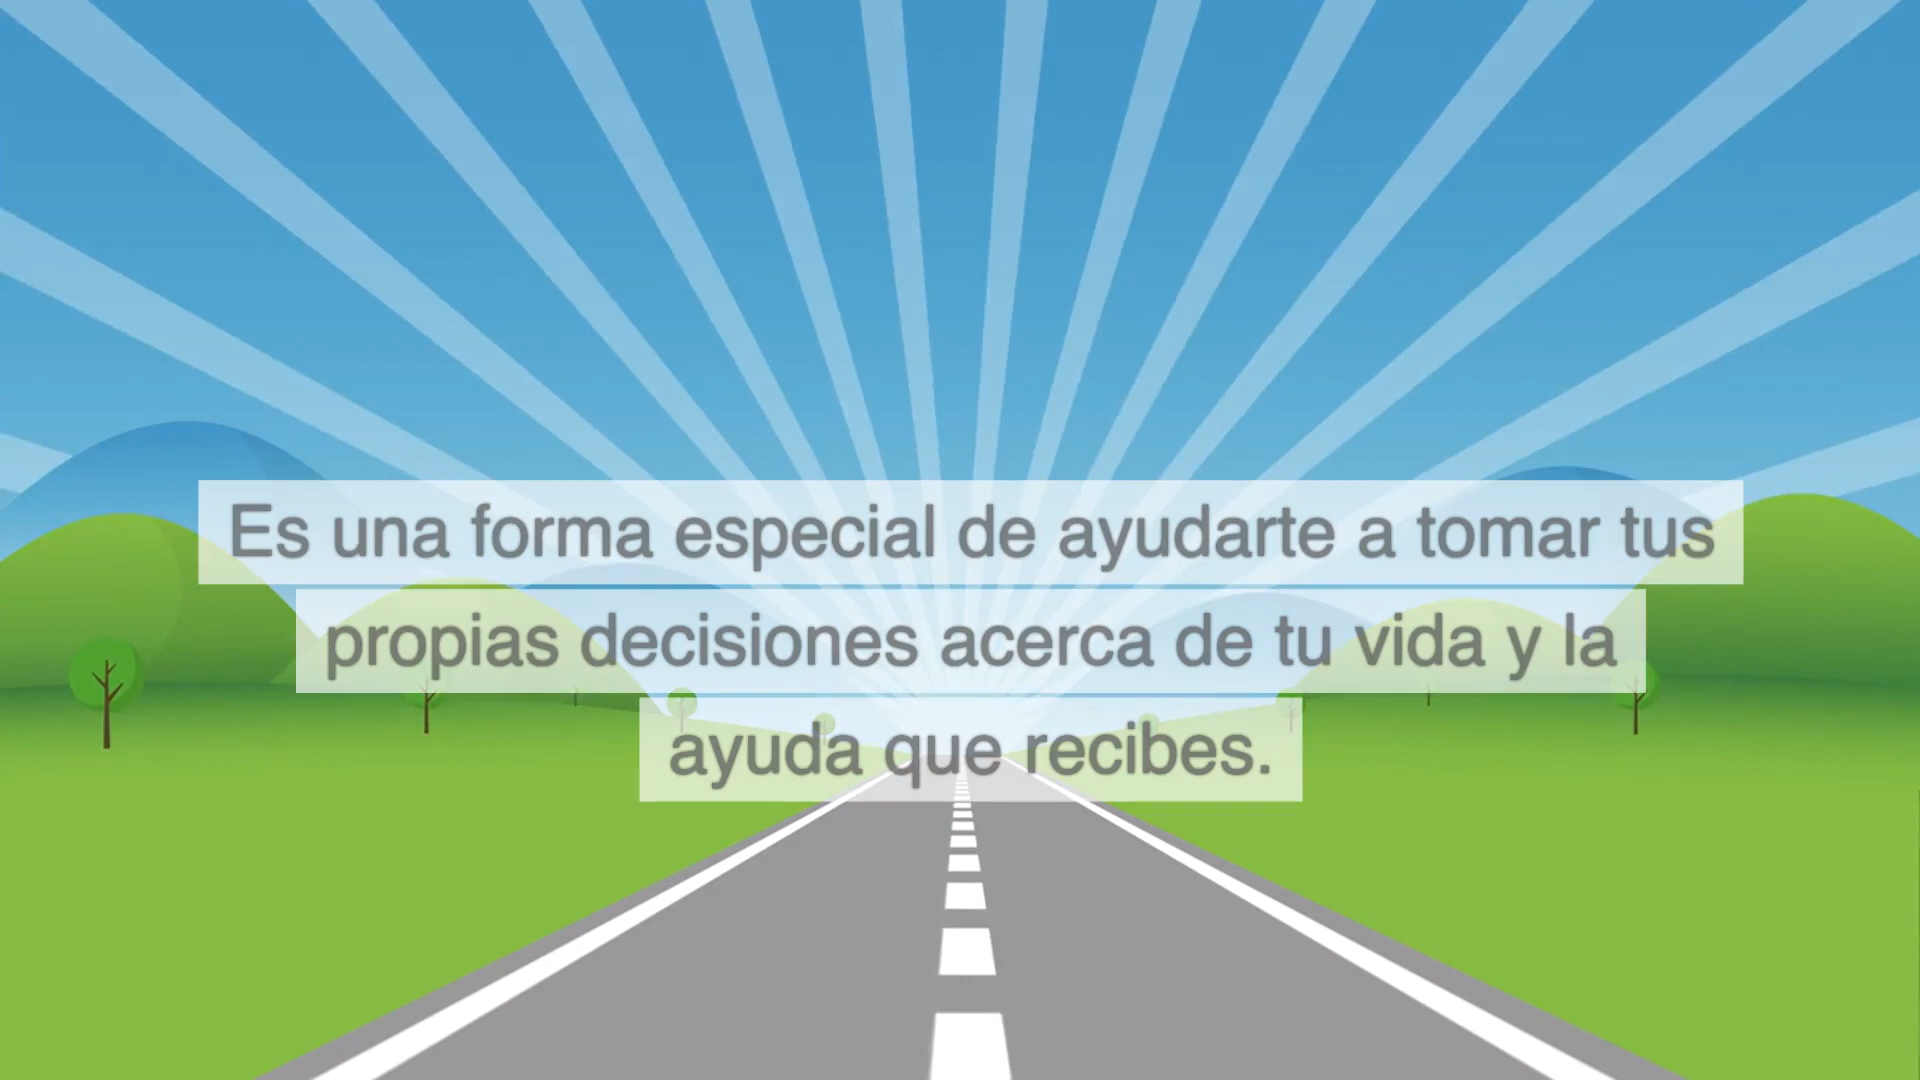 Es una forma especial de ayudarte a tomar tus
propias decisiones acerca de tu vida y la
ayuda que recibes.